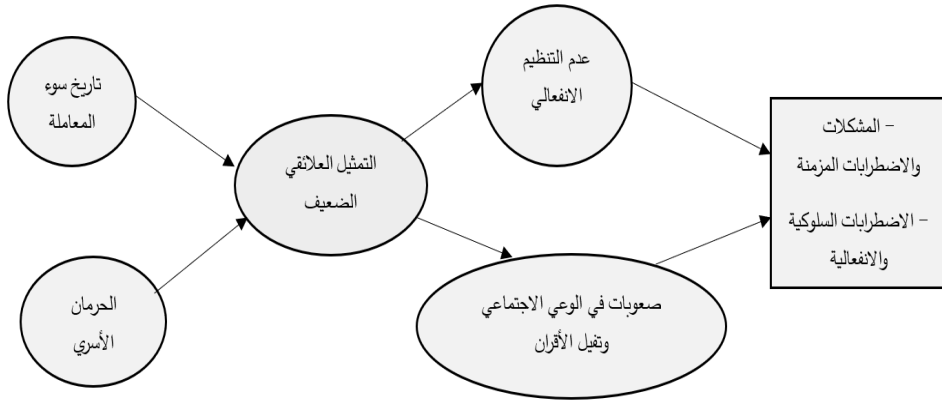 تاريخ سوء
المعاملة
الحرمان
الأسري
التمثيل العلائقي
الضعيف
عدم التنظيم
الانفعالي
صعوبات في الوعي الاجتماعي
وتفيل الأقران
- المشكلات
والاضطرابات المزمنة
- الاضطرابات السلوكية
والانفعالية